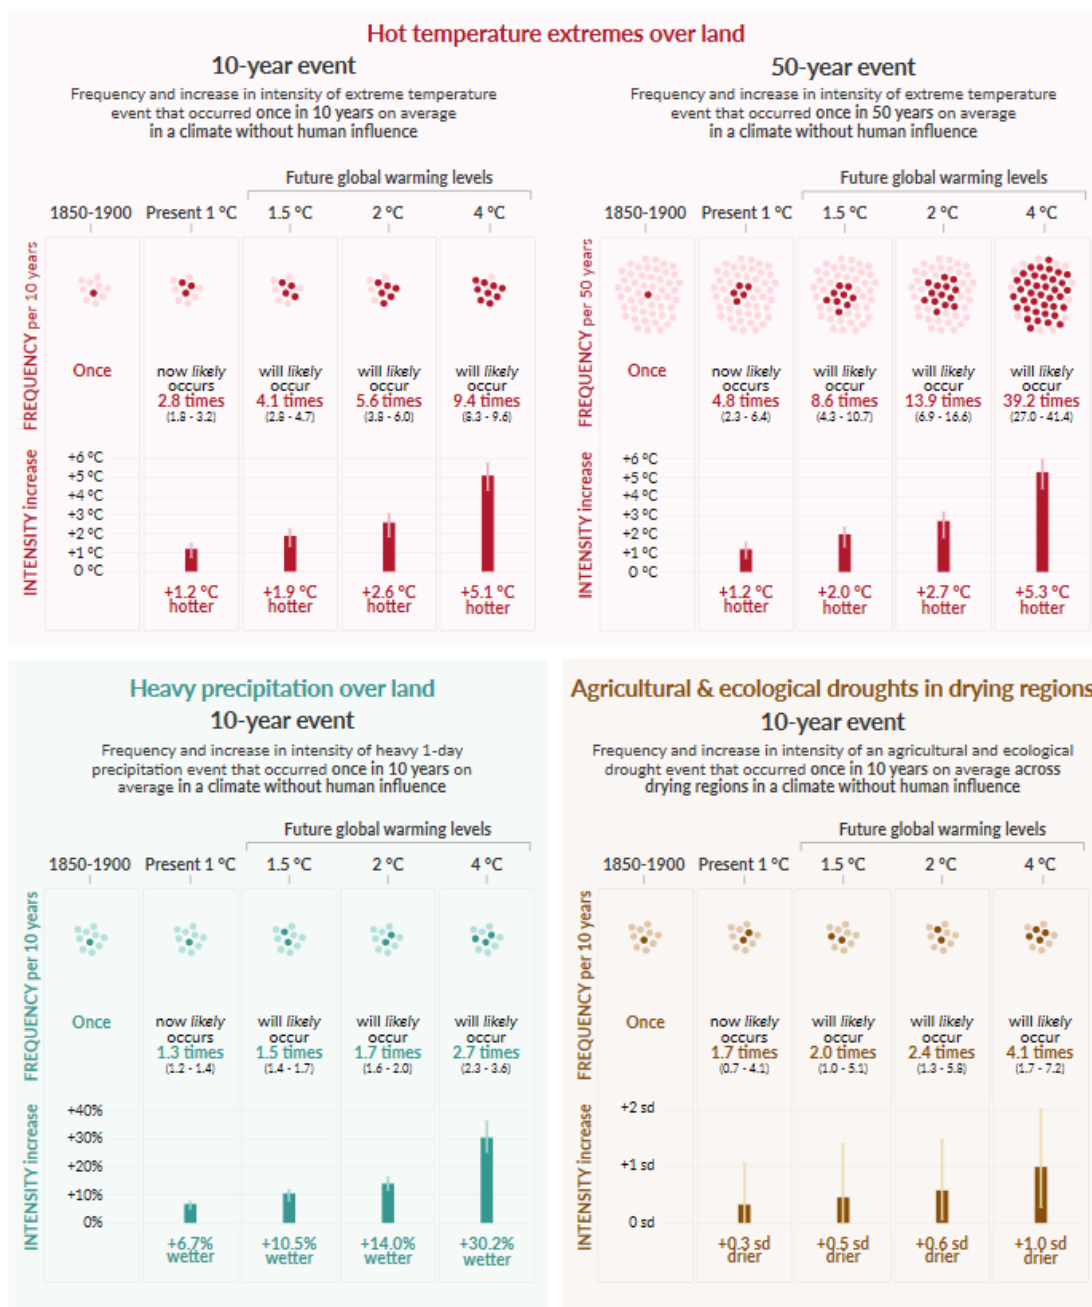 Hot temperature extremes over land
10-year event
Frequency and increase in intensity of extreme temperature
event that occurred once in 10 years on average
in a climate without human influence
Future global warming levels
1850-1900 Present 1 °C 1.5 °C 2 °C 4 °C
FREQUENCY per 10 years
Once
now likely occurs 2.8 times (1.8 - 3.2)
will likely occur 4.1 times (2.8 - 4.7)
will likely occur 5.6 times (3.8 - 6.0)
will likely occur 9.4 times (8.3 - 9.6)
INTENSITY increase
+6 °C
+5 °C
+4 °C
+3 °C
+2 °C
+1 °C
0 °C
+1.2 °C hotter
+1.9 °C hotter
+2.6 °C hotter
+5.1 °C hotter
50-year event
Frequency and increase in intensity of extreme temperature
event that occurred once in 50 years on average
in a climate without human influence
Future global warming levels
1850-1900 Present 1 °C 1.5 °C 2 °C 4 °C
FREQUENCY per 50 years
Once
now likely occurs 4.8 times (2.3 - 6.4)
will likely occur 8.6 times (4.3 - 10.7)
will likely occur 13.9 times (6.9 - 16.6)
will likely occur 39.2 times (27.0 - 41.4)
INTENSITY increase
+6 °C
+5 °C
+4 °C
+3 °C
+2 °C
+1 °C
0 °C
+1.2 °C hotter
+2.0 °C hotter
+2.7 °C hotter
+5.3 °C hotter
Heavy precipitation over land
10-year event
Frequency and increase in intensity of heavy 1-day
precipitation event that occurred once in 10 years on
average in a climate without human influence
Future global warming levels
1850-1900 Present 1 °C 1.5 °C 2 °C 4 °C
FREQUENCY per 10 years
Once
now likely occurs 1.3 times (1.2 - 1.4)
will likely occur 1.5 times (1.4 - 1.7)
will likely occur 1.7 times (1.6 - 2.0)
will likely occur 2.7 times (2.3 - 3.6)
INTENSITY increase
+40%
+30%
+20%
+10%
0%
+6.7% wetter
+10.5% wetter
+14.0% wetter
+30.2% wetter
Agricultural & ecological droughts in drying regions
10-year event
Frequency and increase in intensity of an agricultural and ecological
drought event that occurred once in 10 years on average across
drying regions in a climate without human influence
Future global warming levels
1850-1900 Present 1 °C 1.5 °C 2 °C 4 °C
FREQUENCY per 10 years
Once
now likely occurs 1.7 times (0.7 - 4.1)
will likely occur 2.0 times (1.0 - 5.1)
will likely occur 2.4 times (1.3 - 5.8)
will likely occur 4.1 times (1.7 - 7.2)
INTENSITY increase
+2 sd
+1 sd
0 sd
+0.3 sd drier
+0.5 sd drier
+0.6 sd drier
+1.0 sd drier